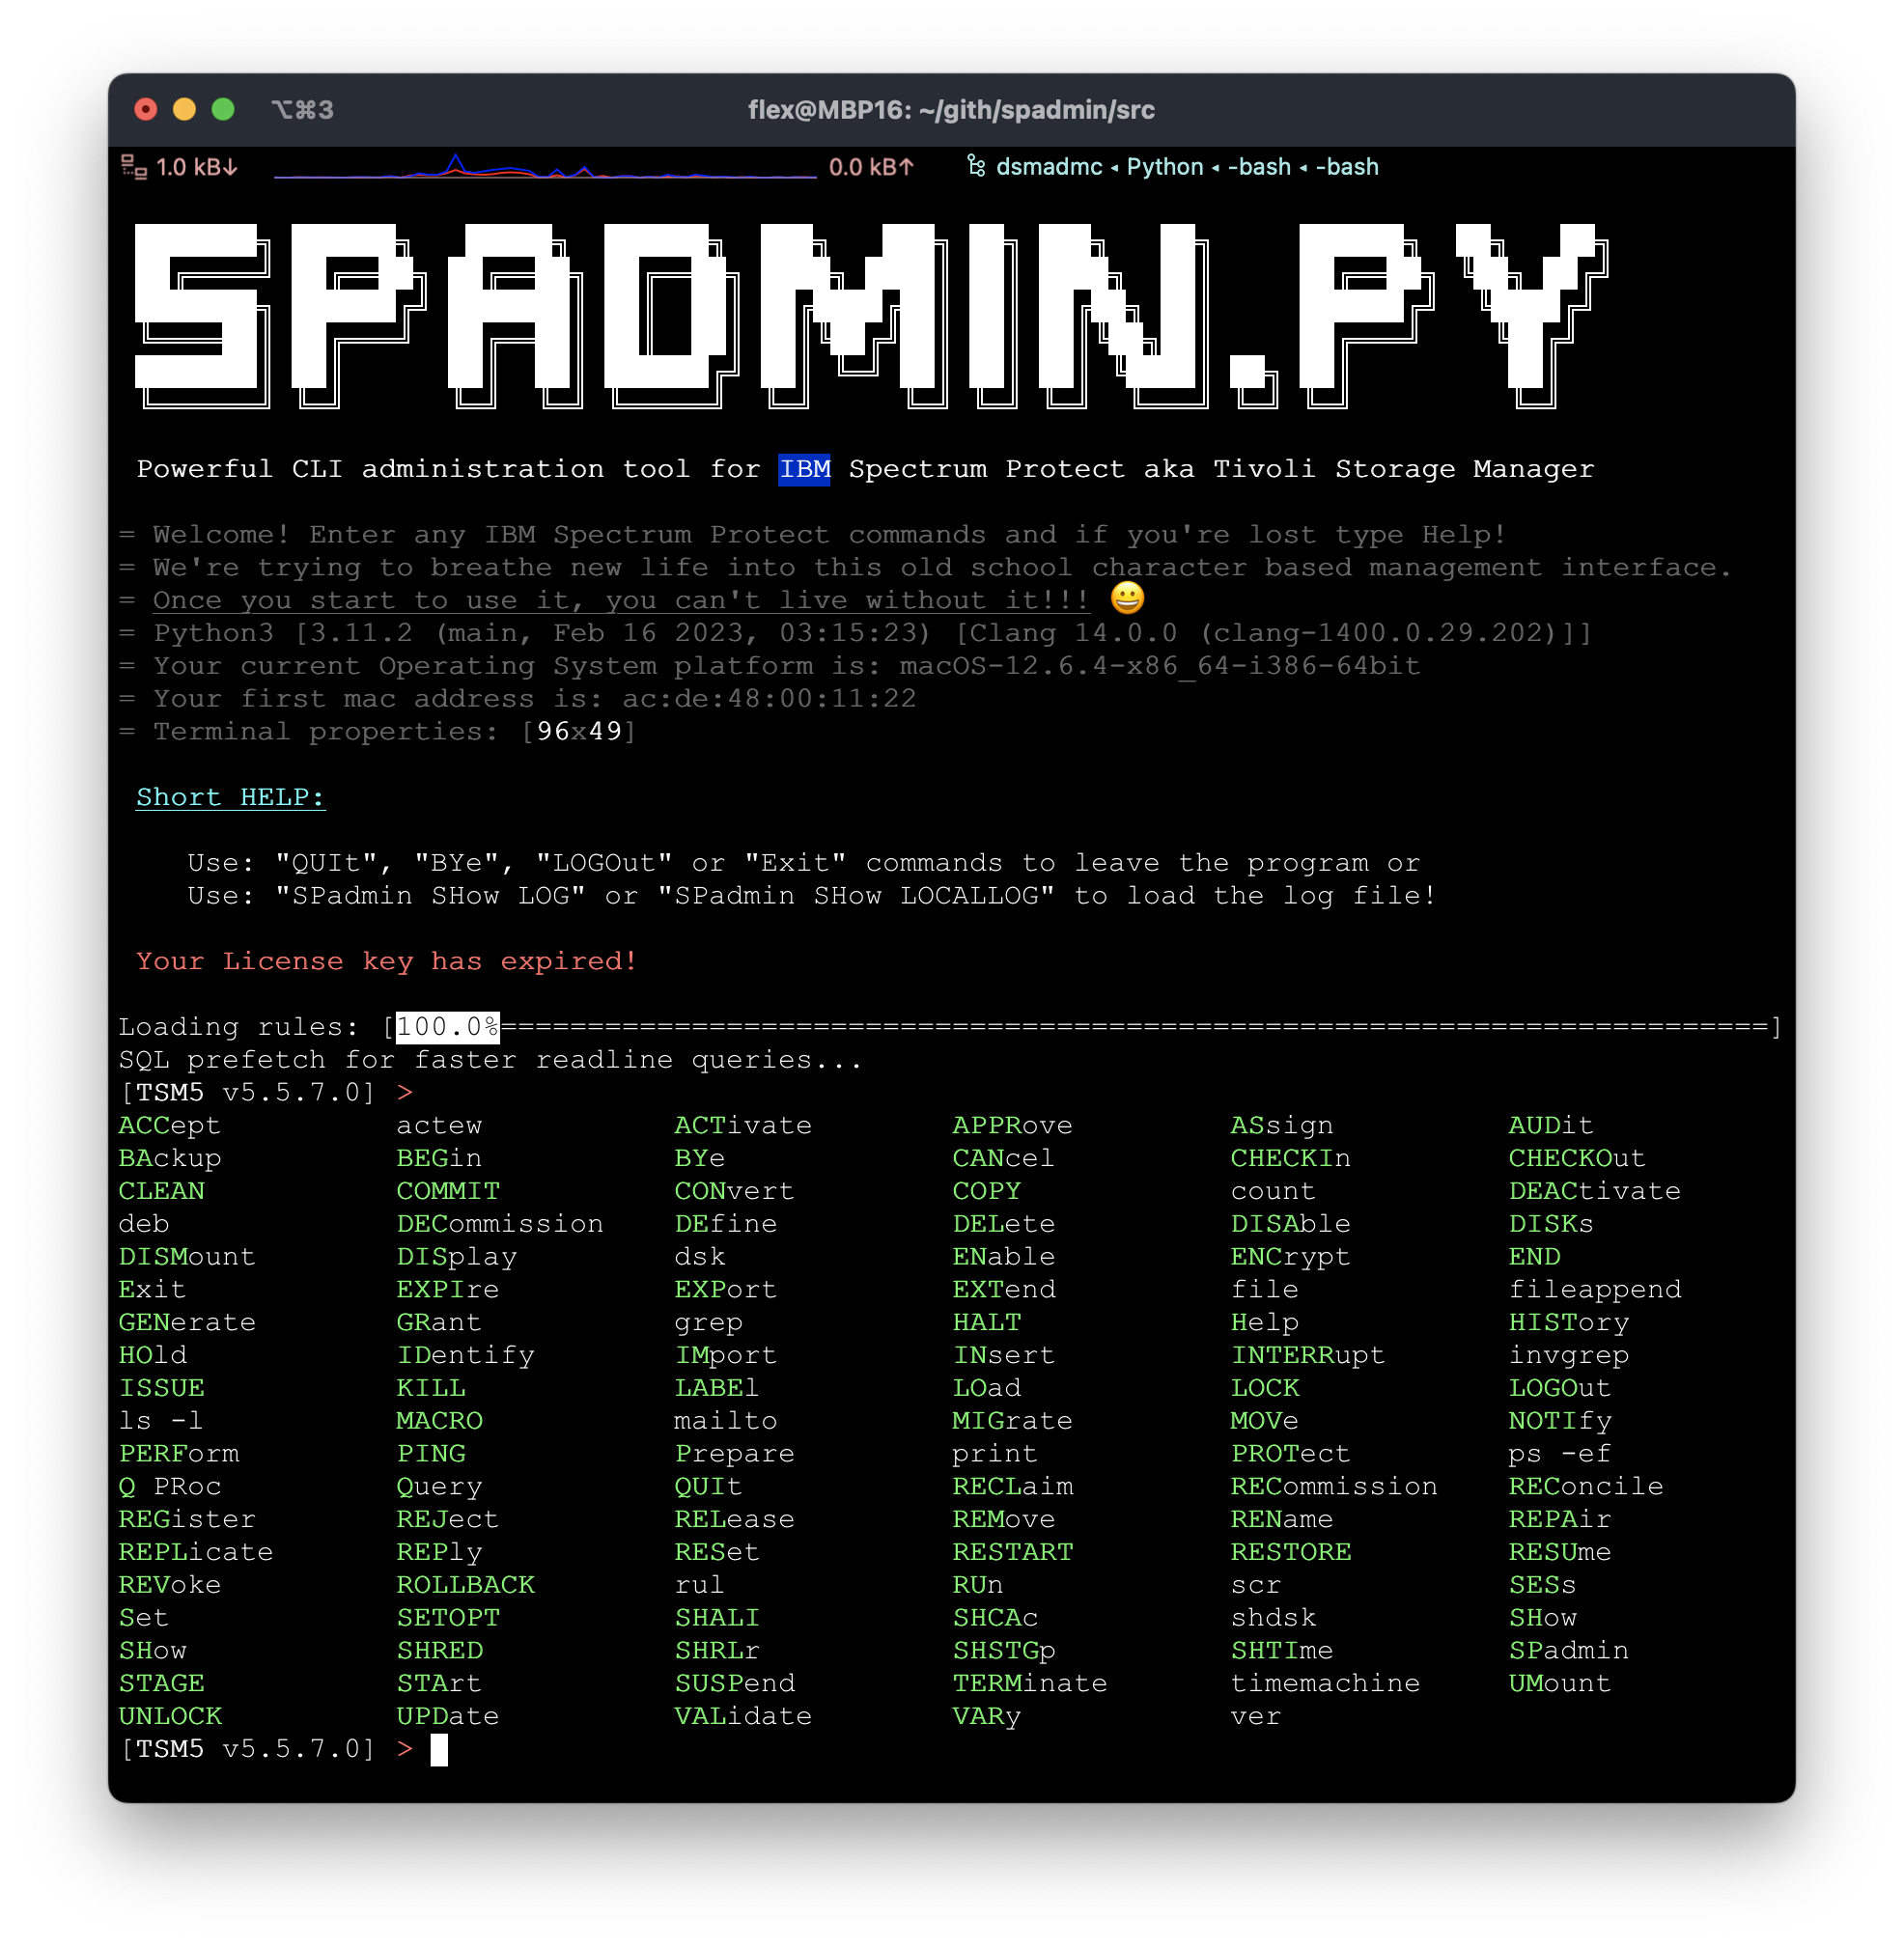 ⌥⌘3 flex@MBP16: ~/gith/spadmin/src
1.0 kB↓ 0.0 kB↑ dsmadmc ◂ Python ◂ -bash ◂ -bash
SPADMIN.PY
Powerful CLI administration tool for IBM Spectrum Protect aka Tivoli Storage Manager
= Welcome! Enter any IBM Spectrum Protect commands and if you're lost type Help!
= We're trying to breathe new life into this old school character based management interface.
= Once you start to use it, you can't live without it!!! 😀
= Python3 [3.11.2 (main, Feb 16 2023, 03:15:23) [Clang 14.0.0 (clang-1400.0.29.202)]]
= Your current Operating System platform is: macOS-12.6.4-x86_64-i386-64bit
= Your first mac address is: ac:de:48:00:11:22
= Terminal properties: [96x49]
Short HELP:
Use: "QUIt", "BYe", "LOGOut" or "Exit" commands to leave the program or
Use: "SPadmin SHow LOG" or "SPadmin SHow LOCALLOG" to load the log file!
Your License key has expired!
Loading rules: [100.0%=========================================================================]
SQL prefetch for faster readline queries...
[TSM5 v5.5.7.0] >
ACCept actew ACTivate APPRove ASsign AUDit
BAckup BEGin BYe CANcel CHECKIn CHECKOut
CLEAN COMMIT CONvert COPY count DEACtivate
deb DECommission DEfine DELete DISAble DISKs
DISMount DISplay dsk ENable ENCrypt END
Exit EXPIre EXPort EXTend file fileappend
GENerate GRant grep HALT Help HISTory
HOld IDentify IMport INsert INTERRupt invgrep
ISSUE KILL LABEl LOad LOCK LOGOut
ls -l MACRO mailto MIGrate MOVe NOTIfy
PERForm PING Prepare print PROTect ps -ef
Q PRoc Query QUIt RECLaim RECommission REConcile
REGister REJect RELease REMove REName REPAir
REPLicate REPly RESet RESTART RESTORE RESUme
REVoke ROLLBACK rul RUn scr SESs
Set SETOPT SHALI SHCAc shdsk SHow
SHow SHRED SHRLr SHSTGp SHTIme SPadmin
STAGE STArt SUSPend TERMinate timemachine UMount
UNLOCK UPDate VALidate VARy ver
[TSM5 v5.5.7.0] >